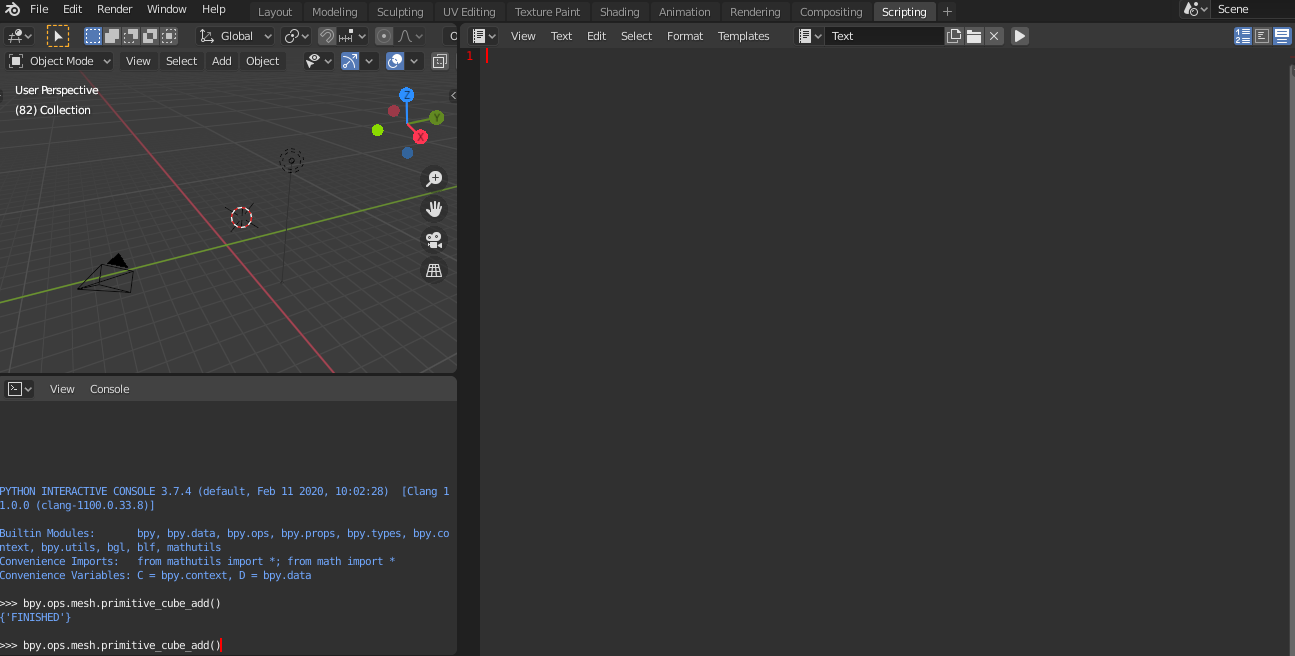 File Edit Render Window Help Layout Modeling Sculpting UV Editing Texture Paint Shading Animation Rendering Compositing Scripting + Scene
Global
View Text Edit Select Format Templates Text
Object Mode View Select Add Object
1
User Perspective
(82) Collection
Z
Y
X
View Console
PYTHON INTERACTIVE CONSOLE 3.7.4 (default, Feb 11 2020, 10:02:28)  [Clang 1
1.0.0 (clang-1100.0.33.8)]
Builtin Modules:       bpy, bpy.data, bpy.ops, bpy.props, bpy.types, bpy.co
ntext, bpy.utils, bgl, blf, mathutils
Convenience Imports:   from mathutils import *; from math import *
Convenience Variables: C = bpy.context, D = bpy.data
>>> bpy.ops.mesh.primitive_cube_add()
{'FINISHED'}
>>> bpy.ops.mesh.primitive_cube_add()